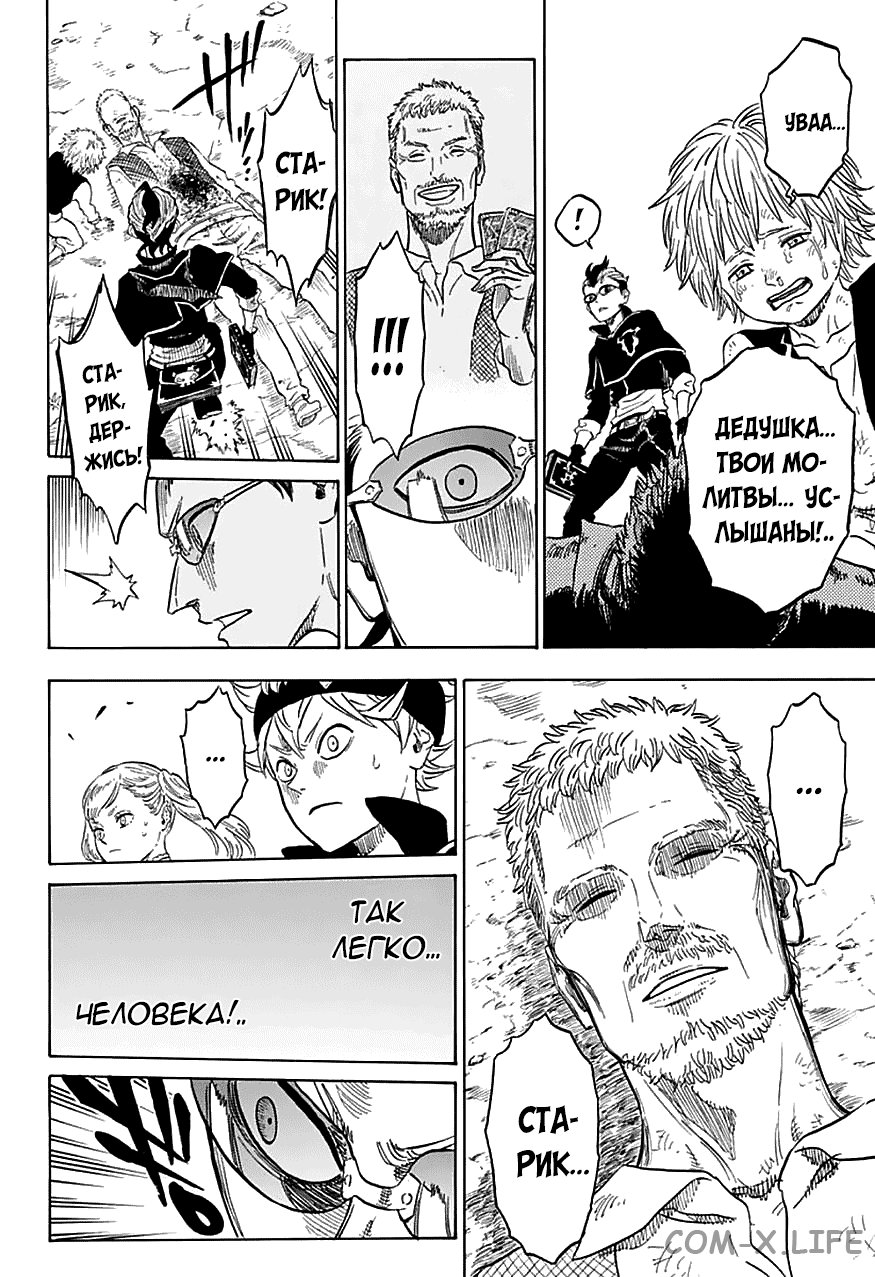 УВАА...
!
ДЕДУШКА...
ТВОИ МО-
ЛИТВЫ... УС-
ЛЫШАНЫ!..
!!!
СТА-
РИК!
СТА-
РИК,
ДЕР-
ЖИСЬ!
...
СТА-
РИК...
...
ТАК
ЛЕГКО...
ЧЕЛОВЕКА!..
COM-X.LIFE